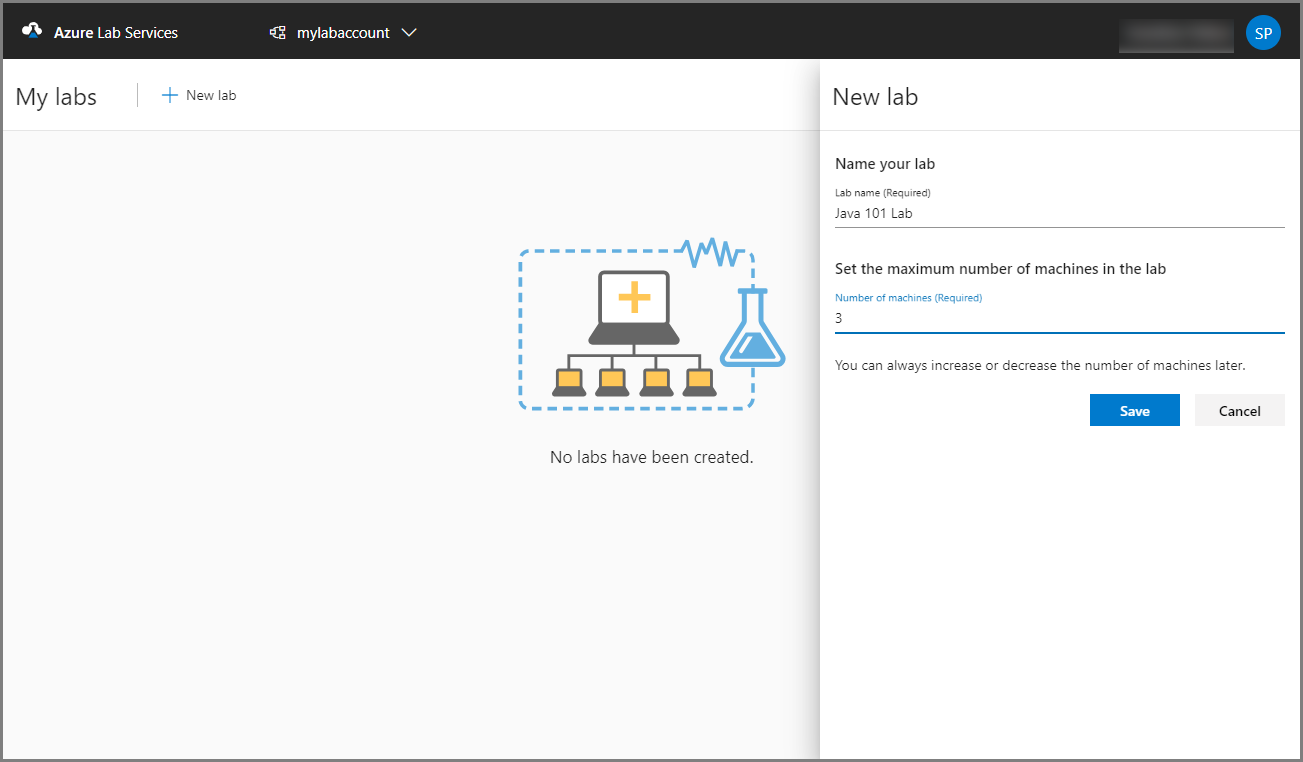 Azure Lab Services
mylabaccount
SP
My labs
New lab
No labs have been created.
New lab
Name your lab
Lab name (Required)
Java 101 Lab
Set the maximum number of machines in the lab
Number of machines (Required)
3
You can always increase or decrease the number of machines later.
Save
Cancel